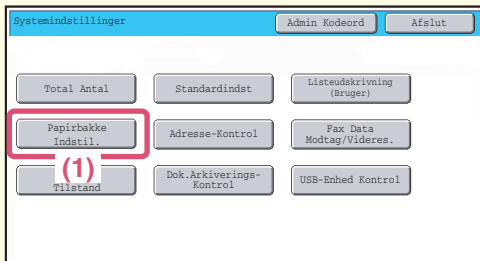 Systemindstillinger
Admin Kodeord
Afslut
Total Antal
Standardindst
Listeudskrivning
(Bruger)
Papirbakke
Indstil.
Adresse-Kontrol
Fax Data
Modtag/Videres.
(1)
Tilstand
Dok.Arkiverings-
Kontrol
USB-Enhed Kontrol